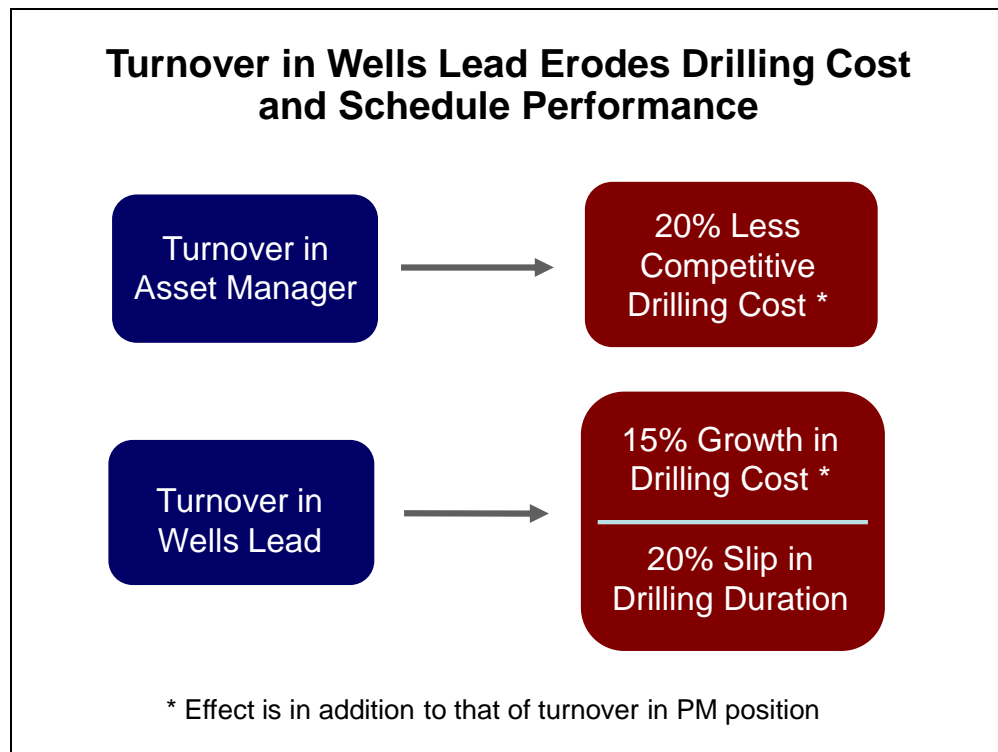 Turnover in Wells Lead Erodes Drilling Cost
and Schedule Performance
Turnover in
Asset Manager
20% Less
Competitive
Drilling Cost *
Turnover in
Wells Lead
15% Growth in
Drilling Cost *
20% Slip in
Drilling Duration
* Effect is in addition to that of turnover in PM position